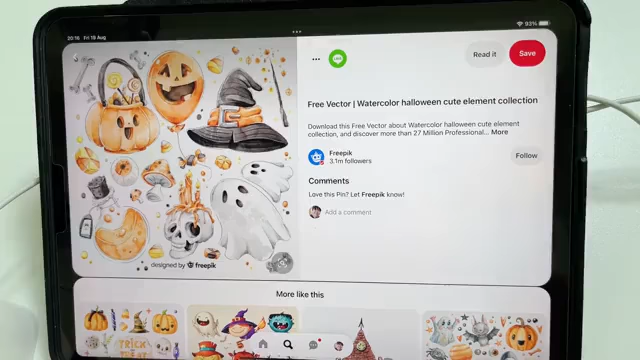 20:16 Fri 19 Aug
93%
Read it
Save
Free Vector | Watercolor halloween cute element collection
Download this Free Vector about Watercolor halloween cute element
collection, and discover more than 27 Million Professional... More
Freepik
3.1m followers
Follow
Comments
Love this Pin? Let Freepik know!
Add a comment
designed by freepik
More like this
TRICK
TREAT